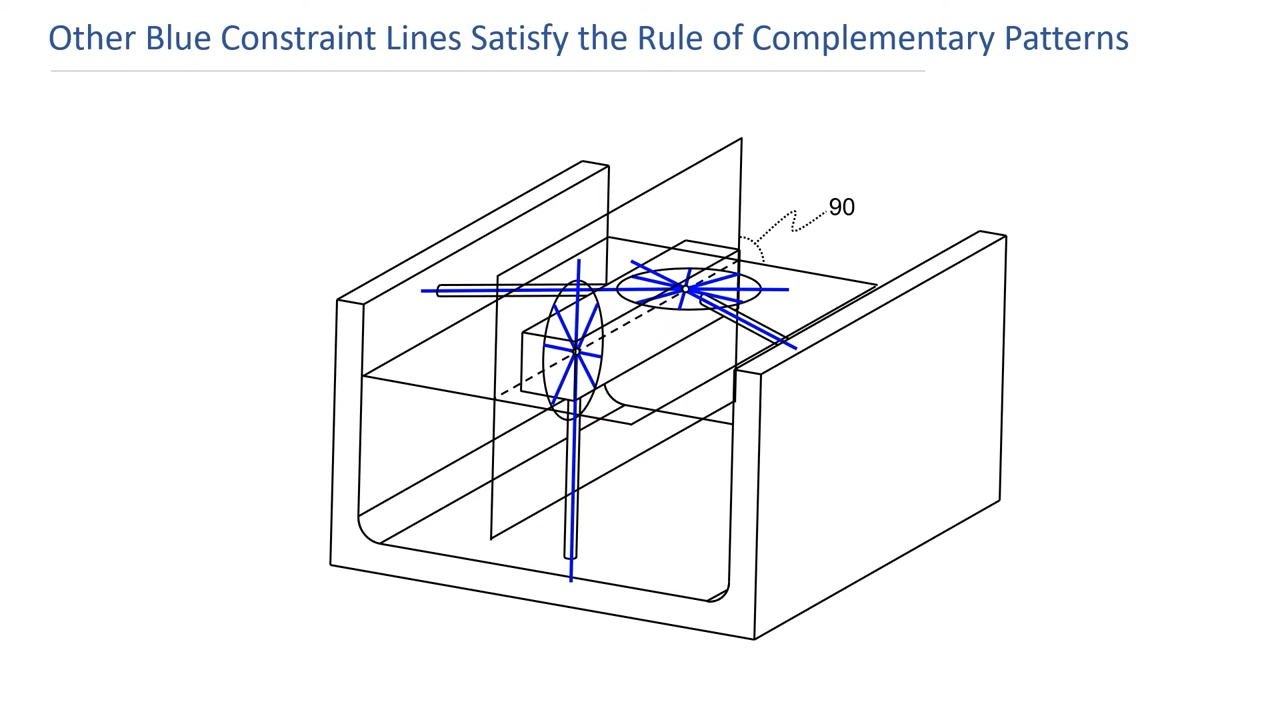 Other Blue Constraint Lines Satisfy the Rule of Complementary Patterns
90